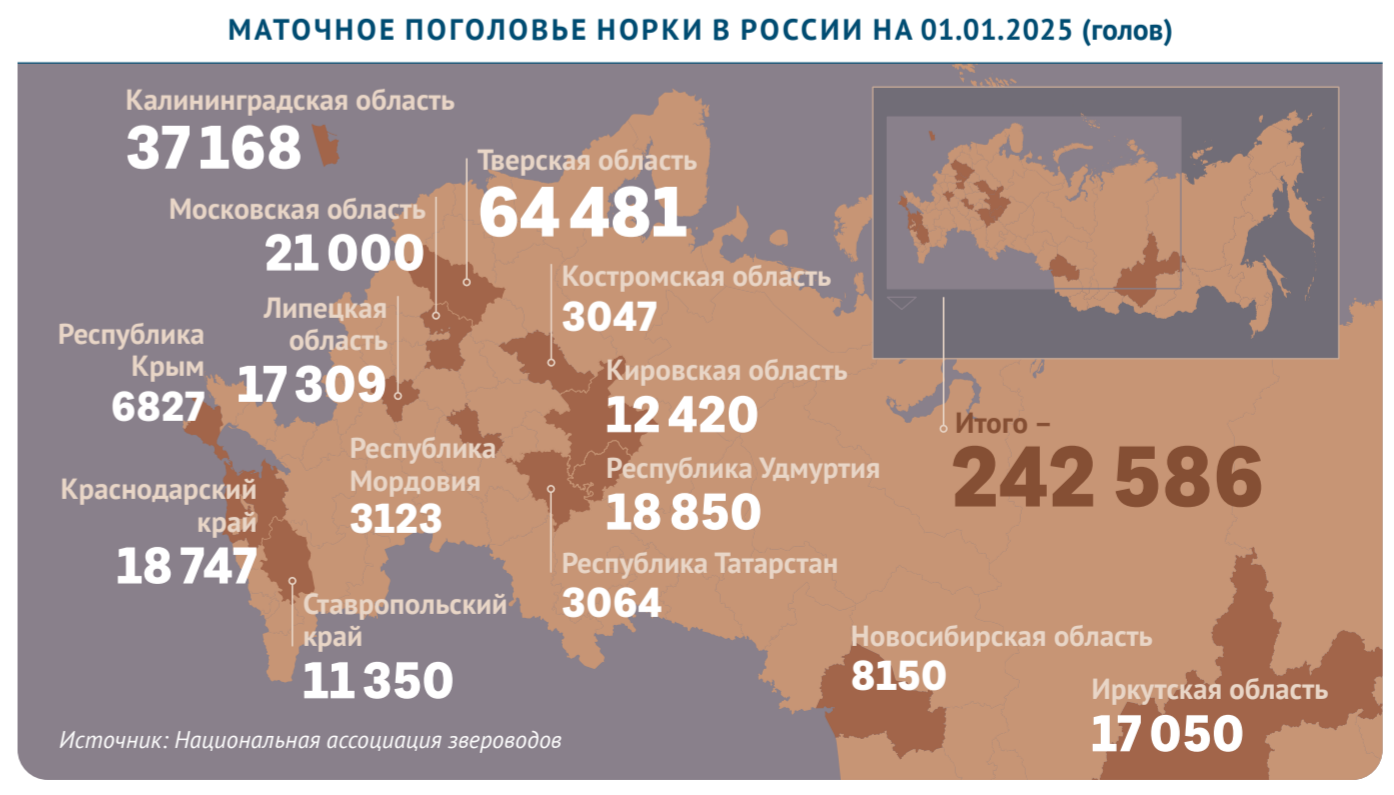 МАТОЧНОЕ ПОГОЛОВЬЕ НОРКИ В РОССИИ НА 01.01.2025 (голов)
Калининградская область
37 168
Тверская область
64 481
Московская область
21 000
Костромская область
3047
Липецкая
область
17 309
Республика
Крым
6827
Кировская область
12 420
Итого –
242 586
Республика
Мордовия
3123
Республика Удмуртия
18 850
Краснодарский
край
18 747
Республика Татарстан
3064
Ставропольский
край
11 350
Новосибирская область
8150
Иркутская область
17 050
Источник: Национальная ассоциация звероводов